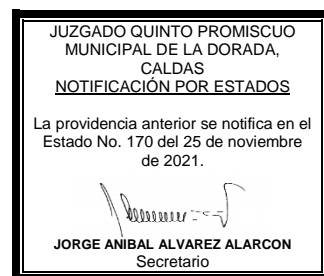 JUZGADO QUINTO PROMISCUO
MUNICIPAL DE LA DORADA,
CALDAS
NOTIFICACIÓN POR ESTADOS
La providencia anterior se notifica en el
Estado No. 170 del 25 de noviembre
de 2021.
JORGE ANIBAL ALVAREZ ALARCON
Secretario